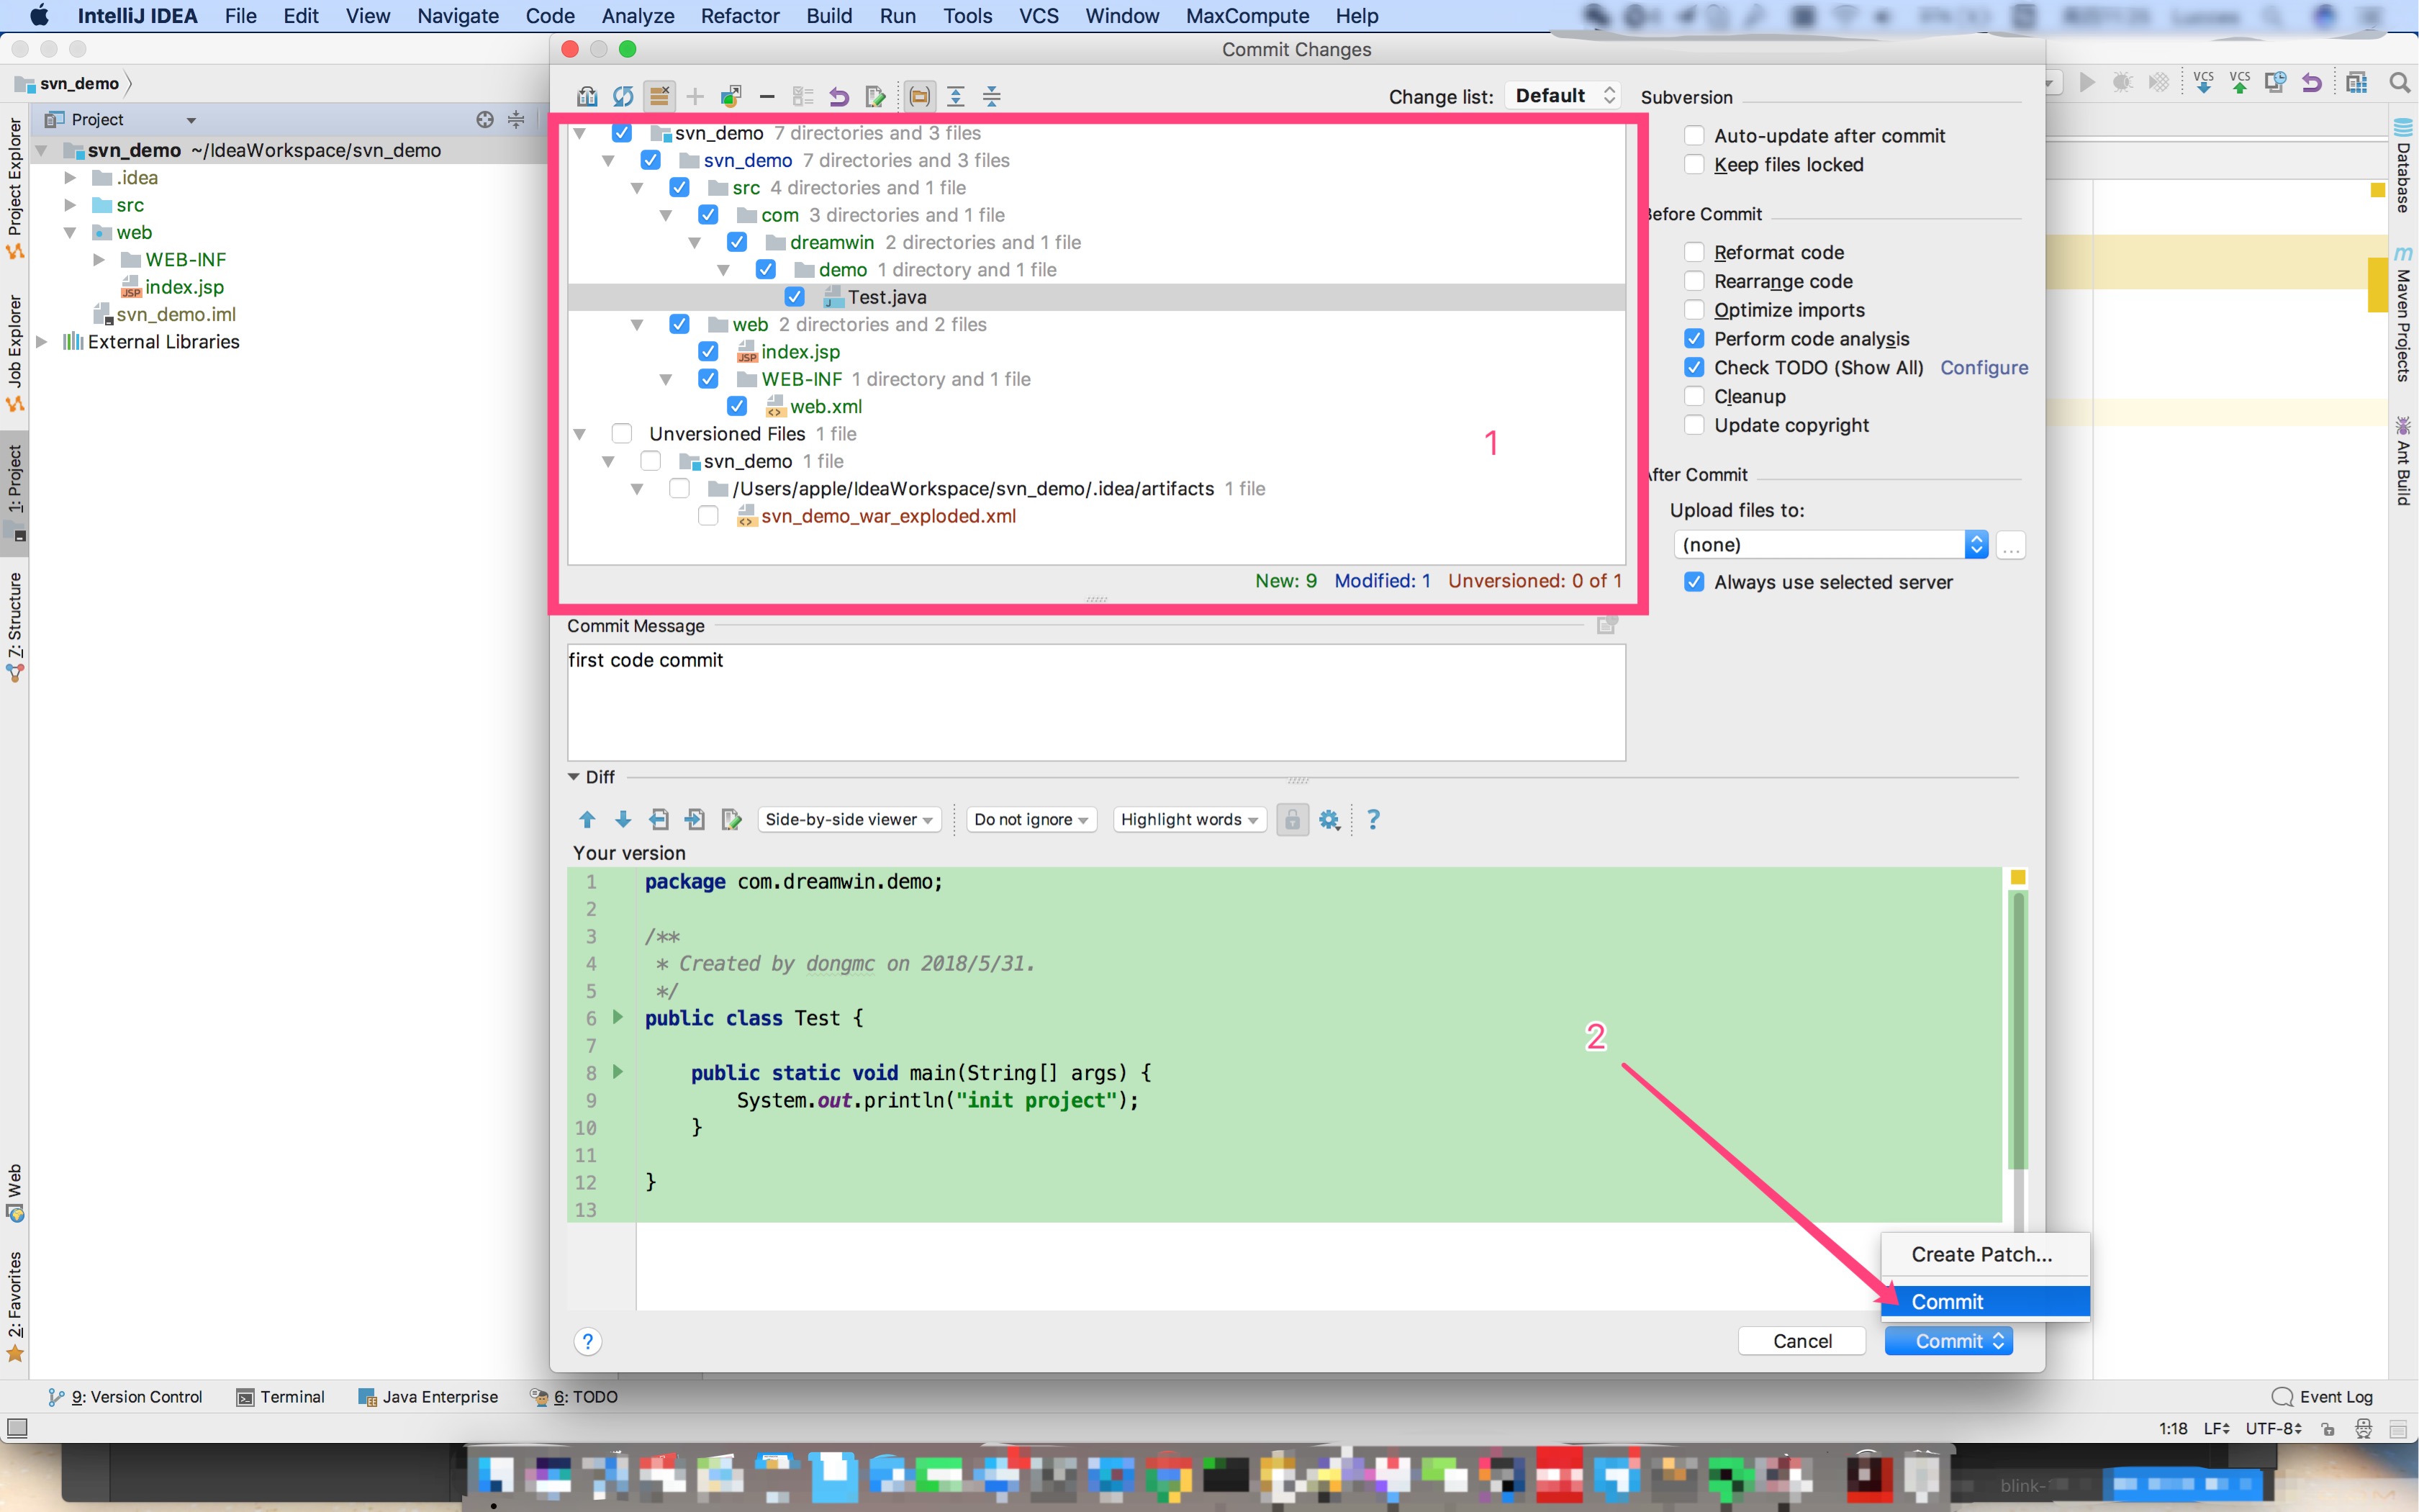 IntelliJ IDEA File Edit View Navigate Code Analyze Refactor Build Run Tools VCS Window MaxCompute Help
Commit Changes
svn_demo
Project
svn_demo ~/IdeaWorkspace/svn_demo
.idea
src
web
WEB-INF
index.jsp
svn_demo.iml
External Libraries
Project Explorer
Job Explorer
1: Project
7: Structure
Web
2: Favorites
Change list: Default
svn_demo 7 directories and 3 files
svn_demo 7 directories and 3 files
src 4 directories and 1 file
com 3 directories and 1 file
dreamwin 2 directories and 1 file
demo 1 directory and 1 file
Test.java
web 2 directories and 2 files
index.jsp
WEB-INF 1 directory and 1 file
web.xml
Unversioned Files 1 file
svn_demo 1 file
/Users/apple/IdeaWorkspace/svn_demo/.idea/artifacts 1 file
svn_demo_war_exploded.xml
1
New: 9 Modified: 1 Unversioned: 0 of 1
Subversion
Auto-update after commit
Keep files locked
Before Commit
Reformat code
Rearrange code
Optimize imports
Perform code analysis
Check TODO (Show All) Configure
Cleanup
Update copyright
After Commit
Upload files to:
(none)
...
Always use selected server
VCS VCS
Database
Maven Projects
Ant Build
Commit Message
first code commit
Diff
Side-by-side viewer Do not ignore Highlight words ?
Your version
1 package com.dreamwin.demo;
2
3 /**
4 * Created by dongmc on 2018/5/31.
5 */
6 public class Test {
7
8 public static void main(String[] args) {
9 System.out.println("init project");
10 }
11
12 }
13
2
Create Patch...
Commit
? Cancel Commit
9: Version Control Terminal Java Enterprise 6: TODO Event Log
1:18 LF UTF-8
blink-